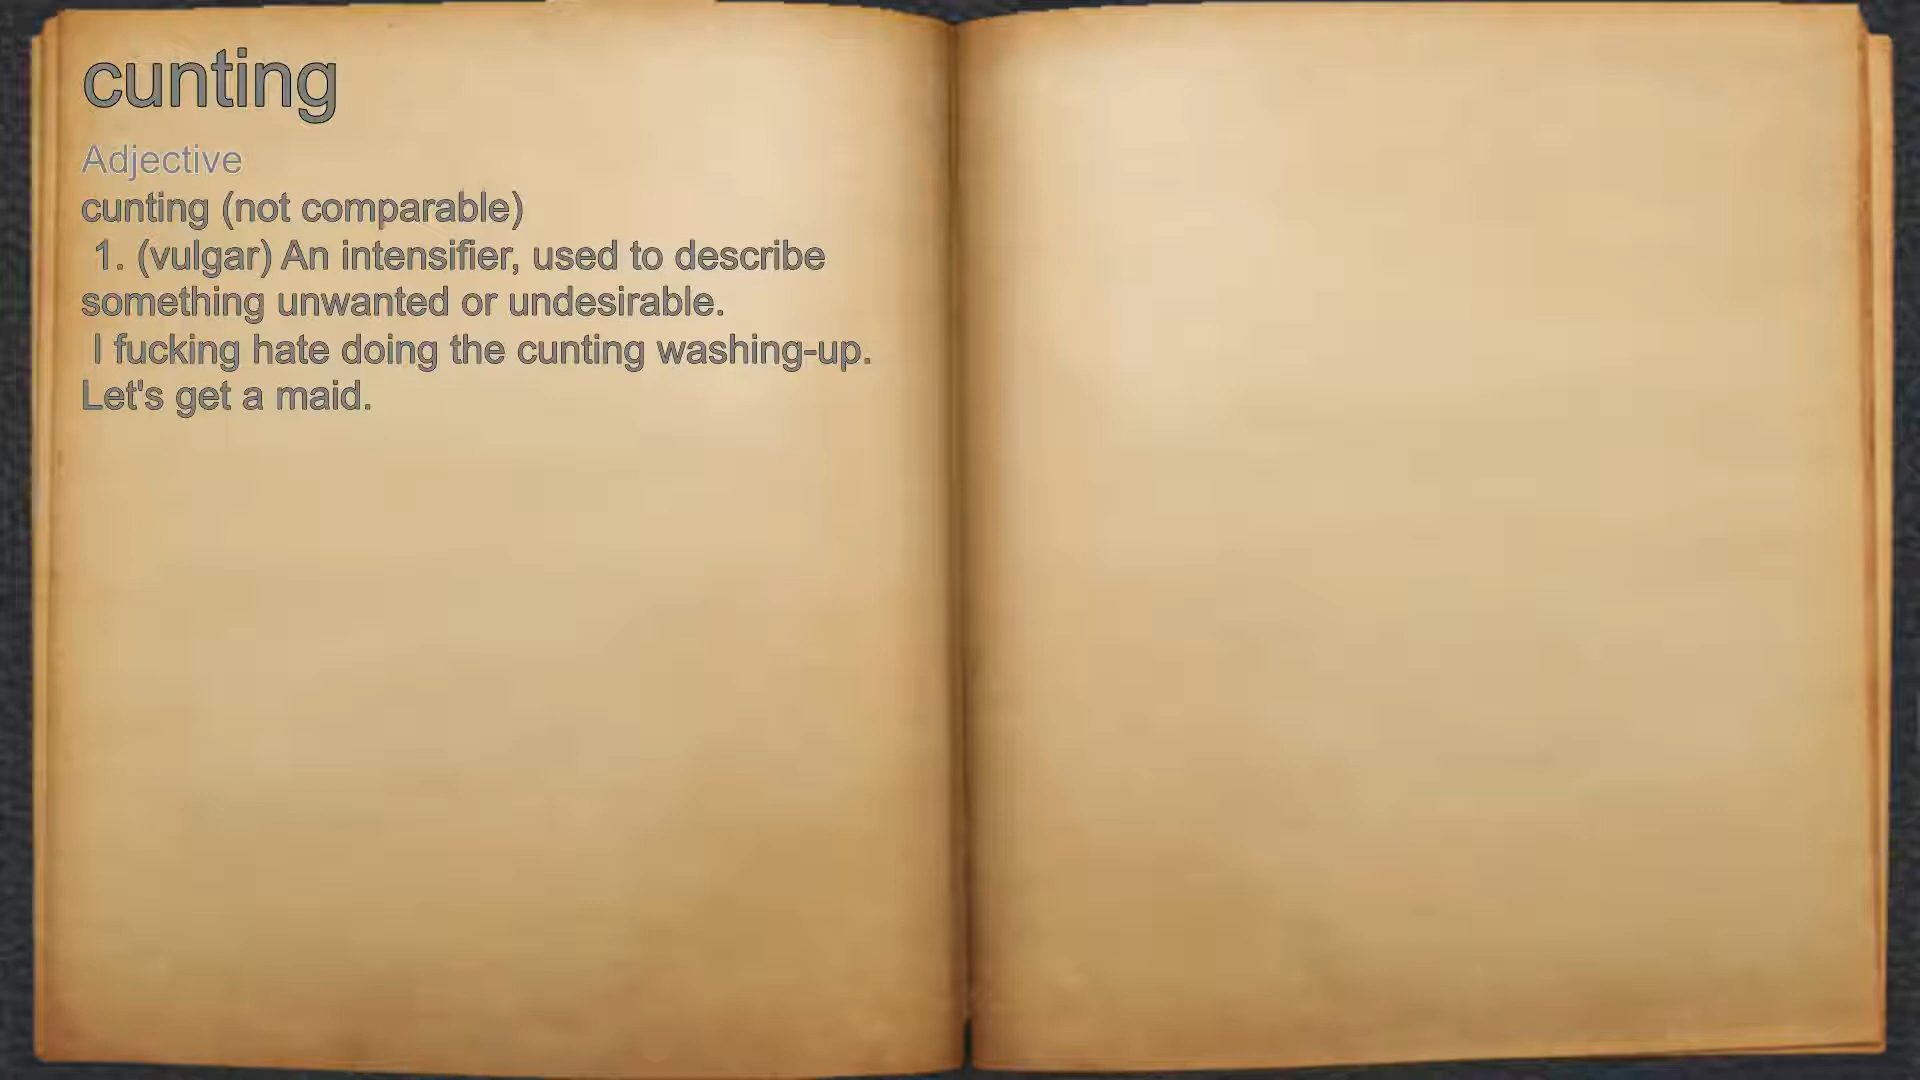 cunting
Adjective
cunting (not comparable)
1. (vulgar) An intensifier, used to describe
something unwanted or undesirable.
I fucking hate doing the cunting washing-up.
Let's get a maid.